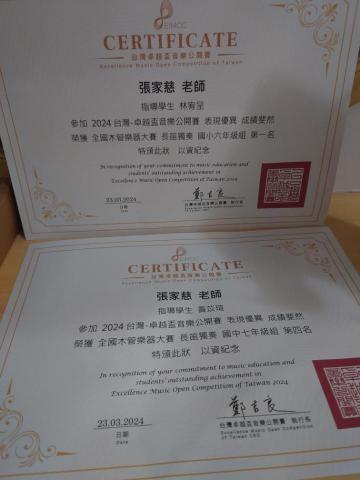 EMOC
CERTIFICATE
台灣卓越盃音樂公開賽
Excellence Music Open Competition of Taiwan
張家慈 老師
指導學生 林宥呈
參加 2024 台灣-卓越盃音樂公開賽 表現優異 成績斐然
榮獲 全國木管樂器大賽 長笛獨奏 國小六年級組 第一名
特頒此狀 以資紀念
In recognition of your commitment to music education and
students' outstanding achievement in
Excellence Music Open Competition of Taiwan 2024
23.03.2024
日期
Date
台灣卓越盃音樂公開賽 執行長
CERTIFICATE
Excellence Music Open Competition of Taiwan
張家慈 老師
指導學生 黃苡瑄
參加 2024 台灣-卓越盃音樂公開賽 表現優異 成績斐然
榮獲 全國木管樂器大賽 長笛獨奏 國中七年級組 第四名
特頒此狀 以資紀念
In recognition of your commitment to music education and
students' outstanding achievement in
Excellence Music Open Competition of Taiwan 2024
23.03.2024
日期
Date
台灣卓越盃音樂公開賽 執行長
Excellence Music Open Competition
of Taiwan CEO